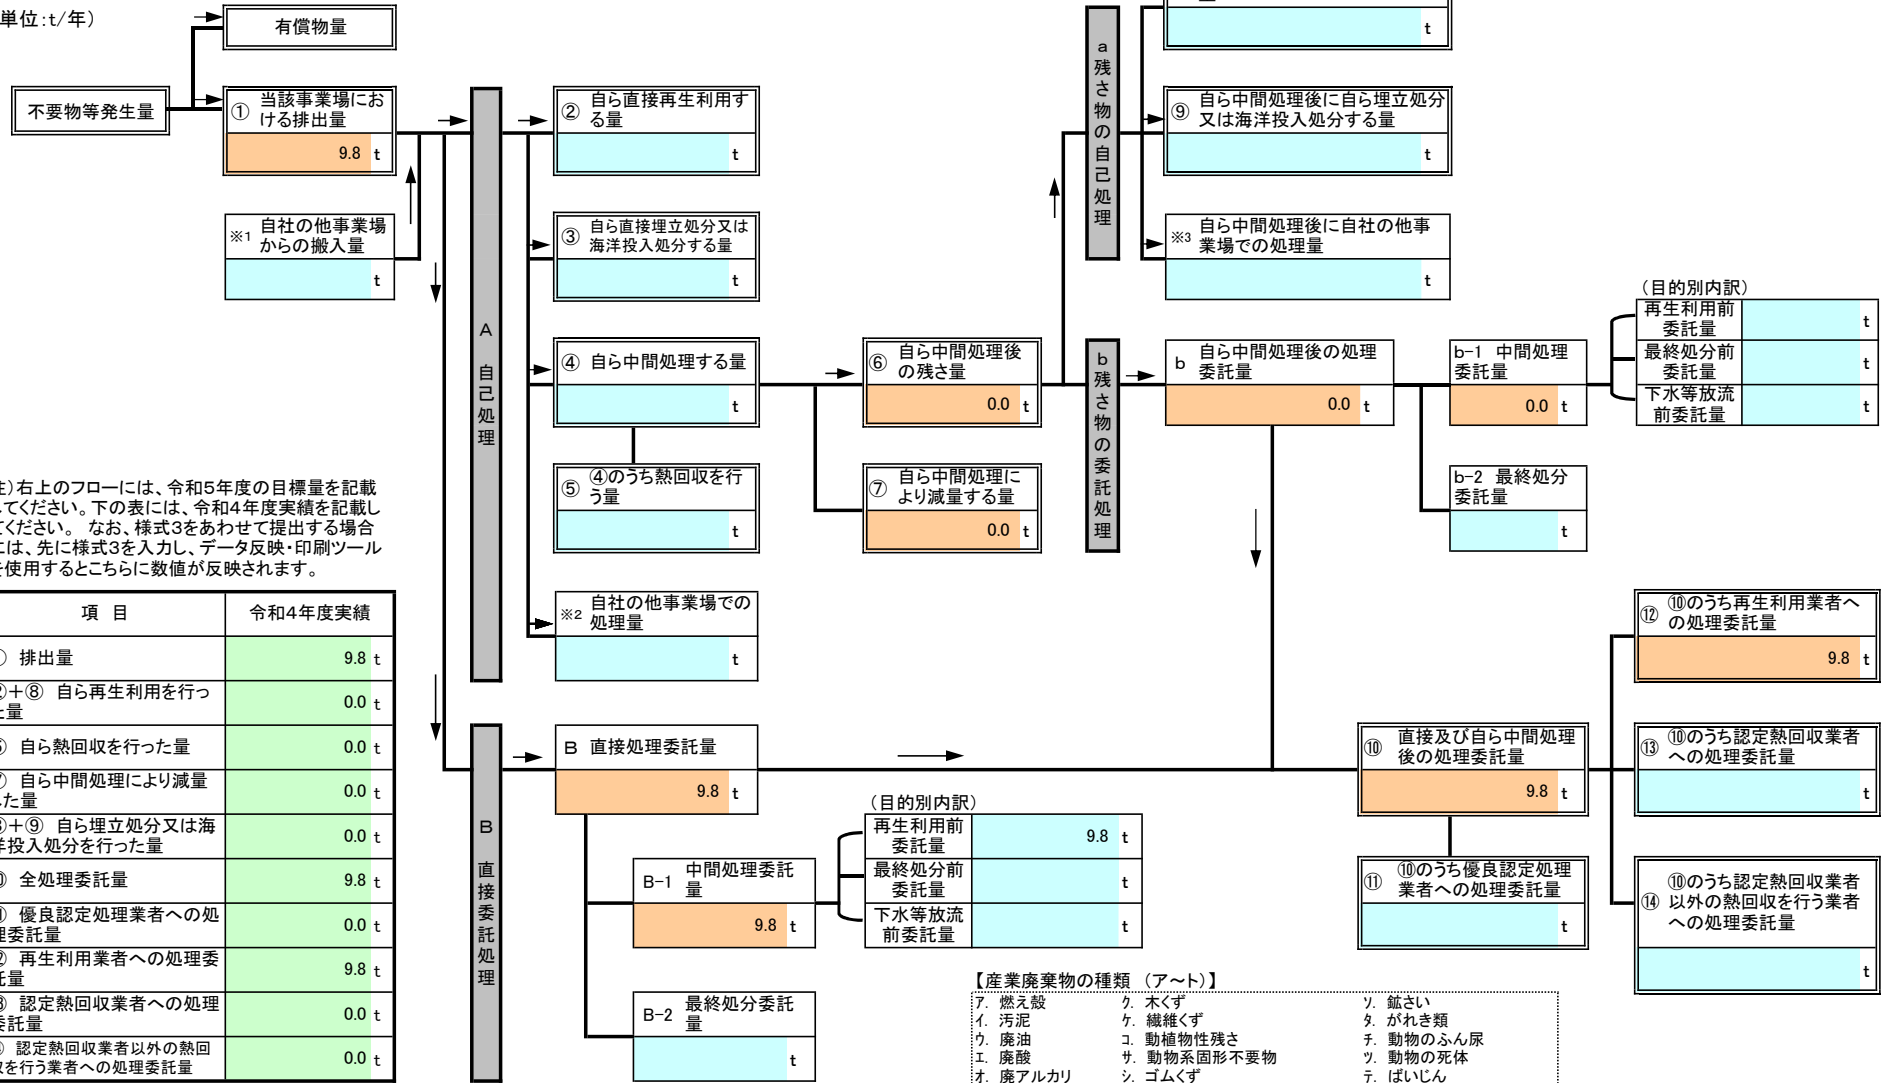 単位：t/年）
有償物量
t
不要物等発生量
① 当該事業場にお
ける排出量
9.8 t
※1 自社の他事業場
からの搬入量
t
A 自己処理
② 自ら直接再生利用す
る量
t
③ 自ら直接埋立処分又は
海洋投入処分する量
t
④ 自ら中間処理する量
t
⑤ ④のうち熱回収を行
う量
t
※2 自社の他事業場での
処理量
t
⑥ 自ら中間処理後
の残さ量
0.0 t
⑦ 自ら中間処理に
より減量する量
0.0 t
a 残さ物の自己処理
⑨ 自ら中間処理後に自ら埋立処分
又は海洋投入処分する量
t
※3 自ら中間処理後に自社の他事
業場での処理量
t
b 残さ物の委託処理
b 自ら中間処理後の処理
委託量
0.0 t
b-1 中間処理
委託量
0.0 t
b-2 最終処分
委託量
t
（目的別内訳）
再生利用前
委託量
t
最終処分前
委託量
t
下水等放流
前委託量
t
）右上のフローには、令和5年度の目標量を記載
てください。下の表には、令和4年度実績を記載し
ください。 なお、様式3をあわせて提出する場合
は、先に様式3を入力し、データ反映・印刷ツール
使用するとこちらに数値が反映されます。
項 目 令和4年度実績
排出量 9.8 t
＋⑧ 自ら再生利用を行っ
量
0.0 t
自ら熱回収を行った量 0.0 t
自ら中間処理により減量
た量
0.0 t
＋⑨ 自ら埋立処分又は海
投入処分を行った量
0.0 t
全処理委託量 9.8 t
優良認定処理業者への処
委託量
0.0 t
再生利用業者への処理委
量
9.8 t
認定熱回収業者への処理
託量
0.0 t
認定熱回収業者以外の熱回
を行う業者への処理委託量
0.0 t
B 直接委託処理
B 直接処理委託量
9.8 t
B-1 中間処理委託
量
9.8 t
B-2 最終処分委託
量
t
（目的別内訳）
再生利用前
委託量
9.8 t
最終処分前
委託量
t
下水等放流
前委託量
t
⑩ 直接及び自ら中間処理
後の処理委託量
9.8 t
⑪ ⑩のうち優良認定処理
業者への処理委託量
t
⑫ ⑩のうち再生利用業者へ
の処理委託量
9.8 t
⑬ ⑩のうち認定熱回収業者
への処理委託量
t
⑭ ⑩のうち認定熱回収業者
以外の熱回収を行う業者
への処理委託量
t
【産業廃棄物の種類 （ア～ト）】
ｱ. 燃え殻 ｸ. 木くず ｿ. 鉱さい
ｲ. 汚泥 ｹ. 繊維くず ﾀ. がれき類
ｳ. 廃油 ｺ. 動植物性残さ ﾁ. 動物のふん尿
ｴ. 廃酸 ｻ. 動物系固形不要物 ﾂ. 動物の死体
ｵ. 廃アルカリ ｼ. ゴムくず ﾃ. ばいじん